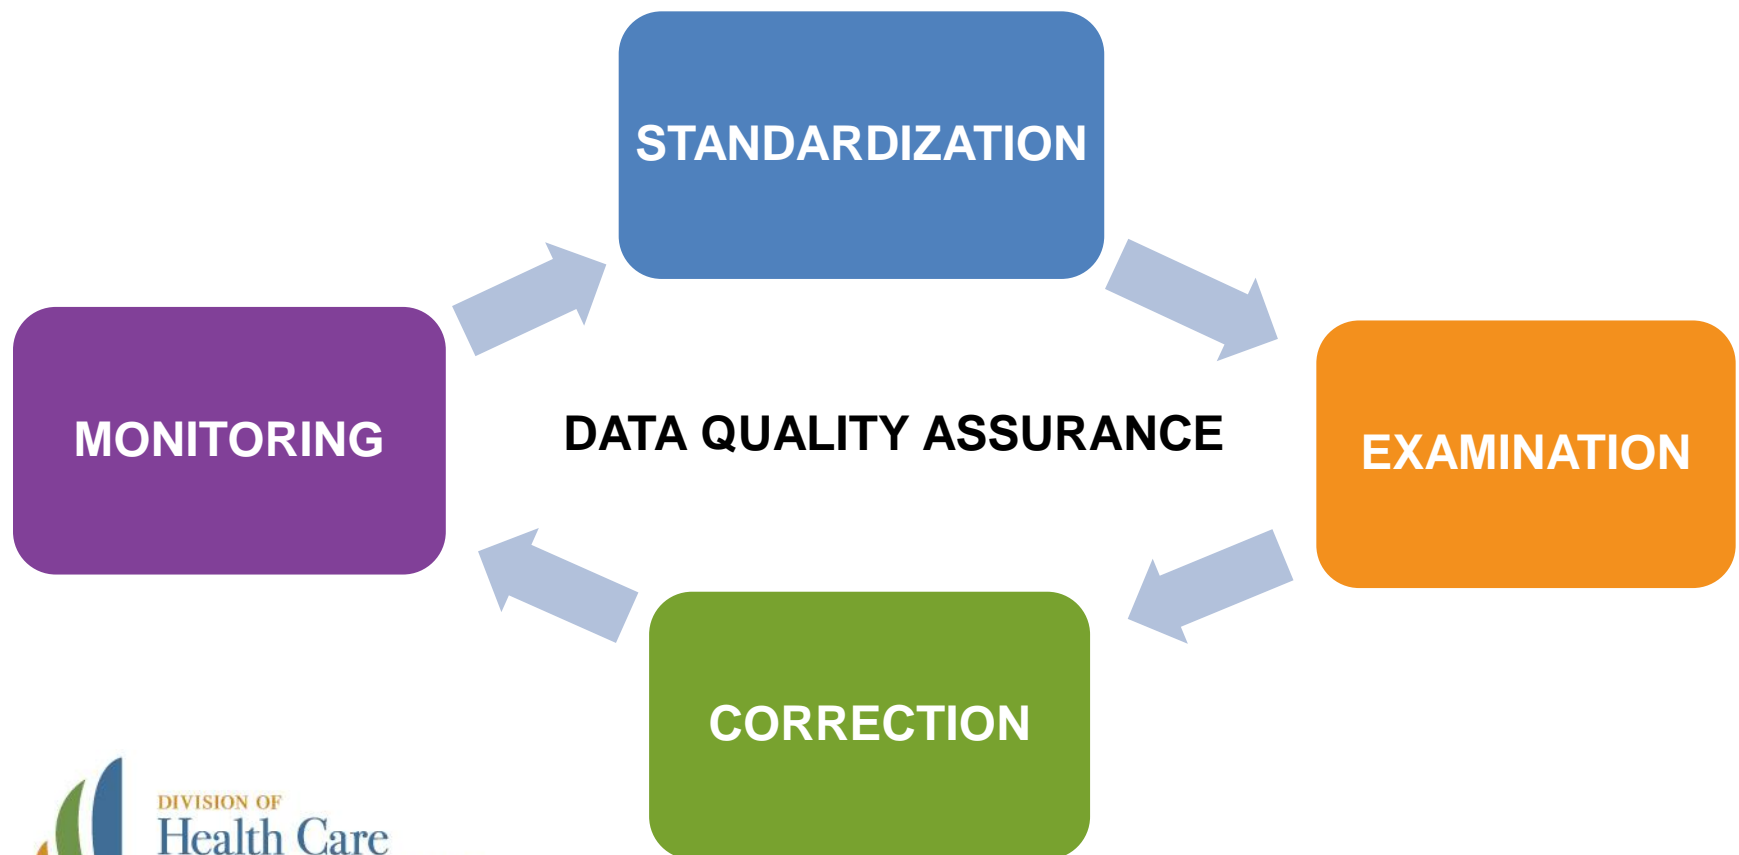 STANDARDIZATION
MONITORING
DATA QUALITY ASSURANCE
EXAMINATION
CORRECTION
DIVISION OF
Health Care